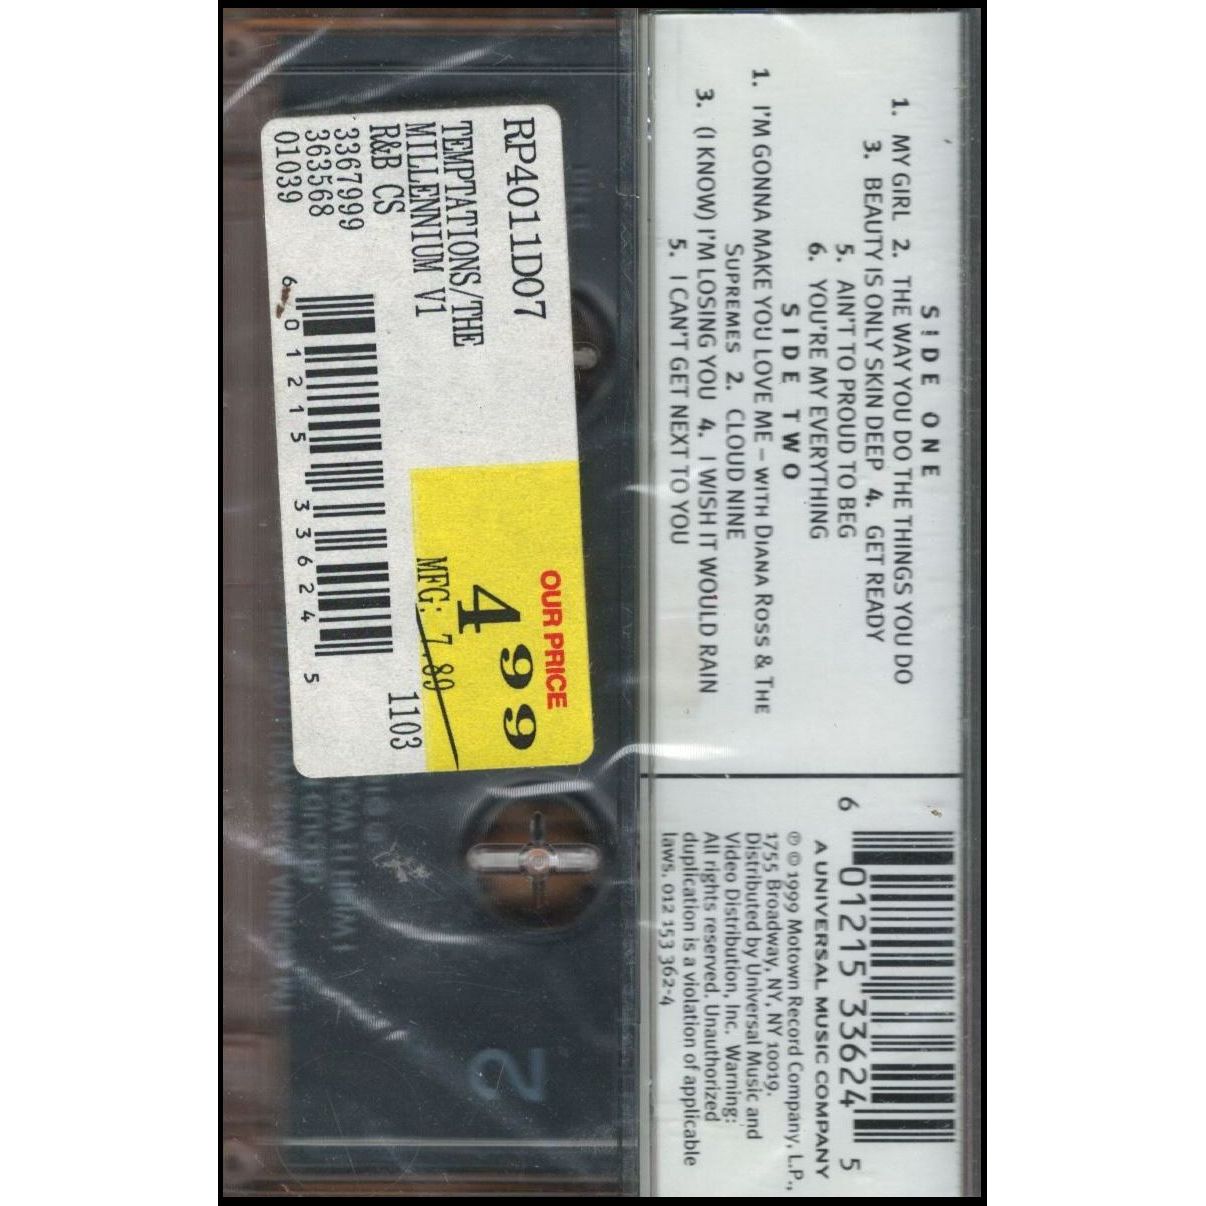 SIDE ONE
1. MY GIRL 2. THE WAY YOU DO THE THINGS YOU DO
3. BEAUTY IS ONLY SKIN DEEP 4. GET READY
5. AIN'T TO PROUD TO BEG
6. YOU'RE MY EVERYTHING
SIDE TWO
1. I'M GONNA MAKE YOU LOVE ME – WITH DIANA ROSS & THE
SUPREMES 2. CLOUD NINE
3. (I KNOW) I'M LOSING YOU 4. I WISH IT WOULD RAIN
5. I CAN'T GET NEXT TO YOU
6 01215 33624 5
A UNIVERSAL MUSIC COMPANY
℗ © 1999 Motown Record Company, L.P.,
1755 Broadway, NY, NY 10019.
Distributed by Universal Music and
Video Distribution, Inc. Warning:
All rights reserved. Unauthorized
duplication is a violation of applicable
laws. 012 153 362-4
RP4011D07
TEMPTATIONS/THE
MILLENNIUM V1
R&B CS
3367999
363568
01039
OUR PRICE
4 99
MFG: 7.89
1103
6 01215 33624 5
2